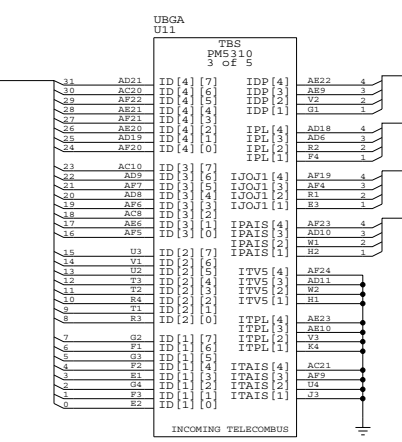 UBGA
U11
TBS
PM5310
3 of 5
31 AD21 ID[4][7] IDP[4] AE22 4
30 AC20 ID[4][6] IDP[3] AE9 3
29 AF22 ID[4][5] IDP[2] V2 2
28 AE21 ID[4][4] IDP[1] G1 1
27 AF21 ID[4][3]
26 AE20 ID[4][2] IPL[4] AD18 4
25 AD19 ID[4][1] IPL[3] AD6 3
24 AF20 ID[4][0] IPL[2] R2 2
IPL[1] F4 1
23 AC10 ID[3][7]
22 AD9 ID[3][6] IJOJ1[4] AF19 4
21 AF7 ID[3][5] IJOJ1[3] AF4 3
20 AD8 ID[3][4] IJOJ1[2] R1 2
19 AF6 ID[3][3] IJOJ1[1] E3 1
18 AC8 ID[3][2]
17 AE6 ID[3][1] IPAIS[4] AF23 4
16 AF5 ID[3][0] IPAIS[3] AD10 3
IPAIS[2] W1 2
15 U3 ID[2][7] IPAIS[1] H2 1
14 V1 ID[2][6]
13 U2 ID[2][5] ITV5[4] AF24
12 T3 ID[2][4] ITV5[3] AD11
11 T2 ID[2][3] ITV5[2] W2
10 R4 ID[2][2] ITV5[1] H1
9 T1 ID[2][1]
8 R3 ID[2][0] ITPL[4] AE23
ITPL[3] AE10
7 G2 ID[1][7] ITPL[2] V3
6 F1 ID[1][6] ITPL[1] K4
5 G3 ID[1][5]
4 F2 ID[1][4] ITAIS[4] AC21
3 E1 ID[1][3] ITAIS[3] AF9
2 G4 ID[1][2] ITAIS[2] U4
1 F3 ID[1][1] ITAIS[1] J3
0 E2 ID[1][0]
INCOMING TELECOMBUS